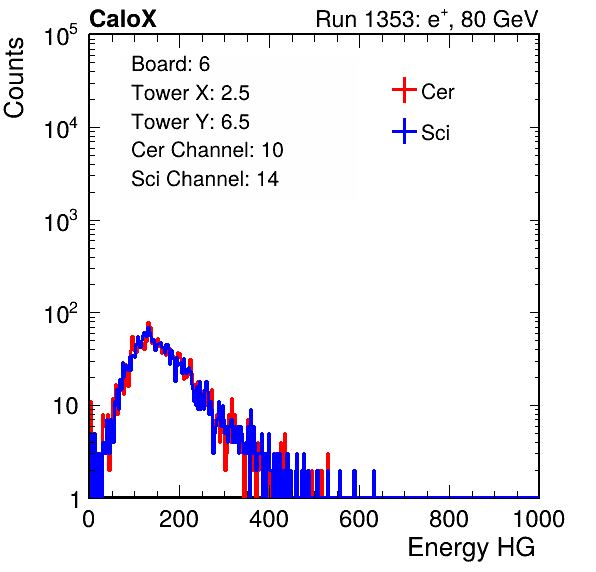 CaloX Run 1353: e⁺, 80 GeV
Counts
10⁵
10⁴
10³
10²
10
1
Board: 6
Tower X: 2.5
Tower Y: 6.5
Cer Channel: 10
Sci Channel: 14
Cer
Sci
0 200 400 600 800 1000
Energy HG